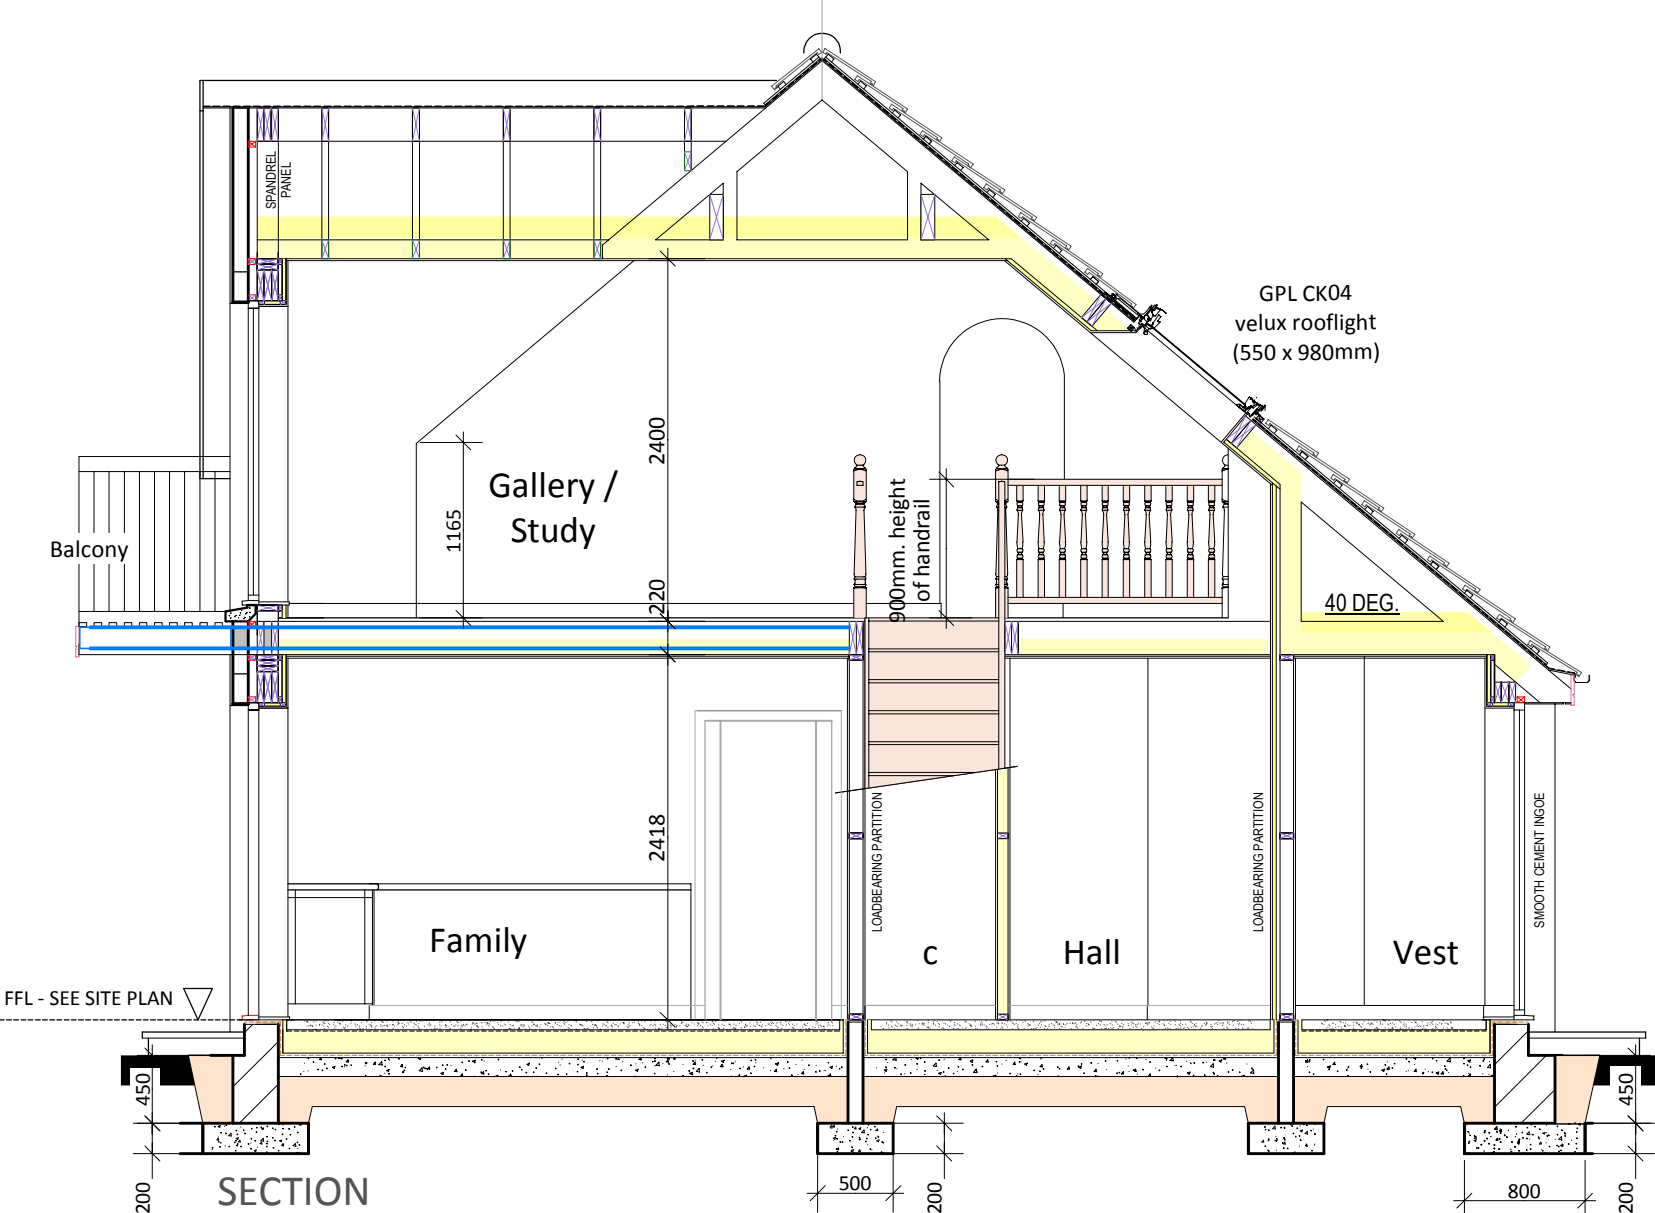 SPANDREL
PANEL
GPL CK04
velux rooflight
(550 x 980mm)
2400
Gallery /
Study
1165
900mm. height
of handrail
Balcony
220
40 DEG.
2418
LOADBEARING PARTITION
LOADBEARING PARTITION
SMOOTH CEMENT INGOE
Family
c
Hall
Vest
FFL - SEE SITE PLAN
450
450
200
500
200
800
200
SECTION